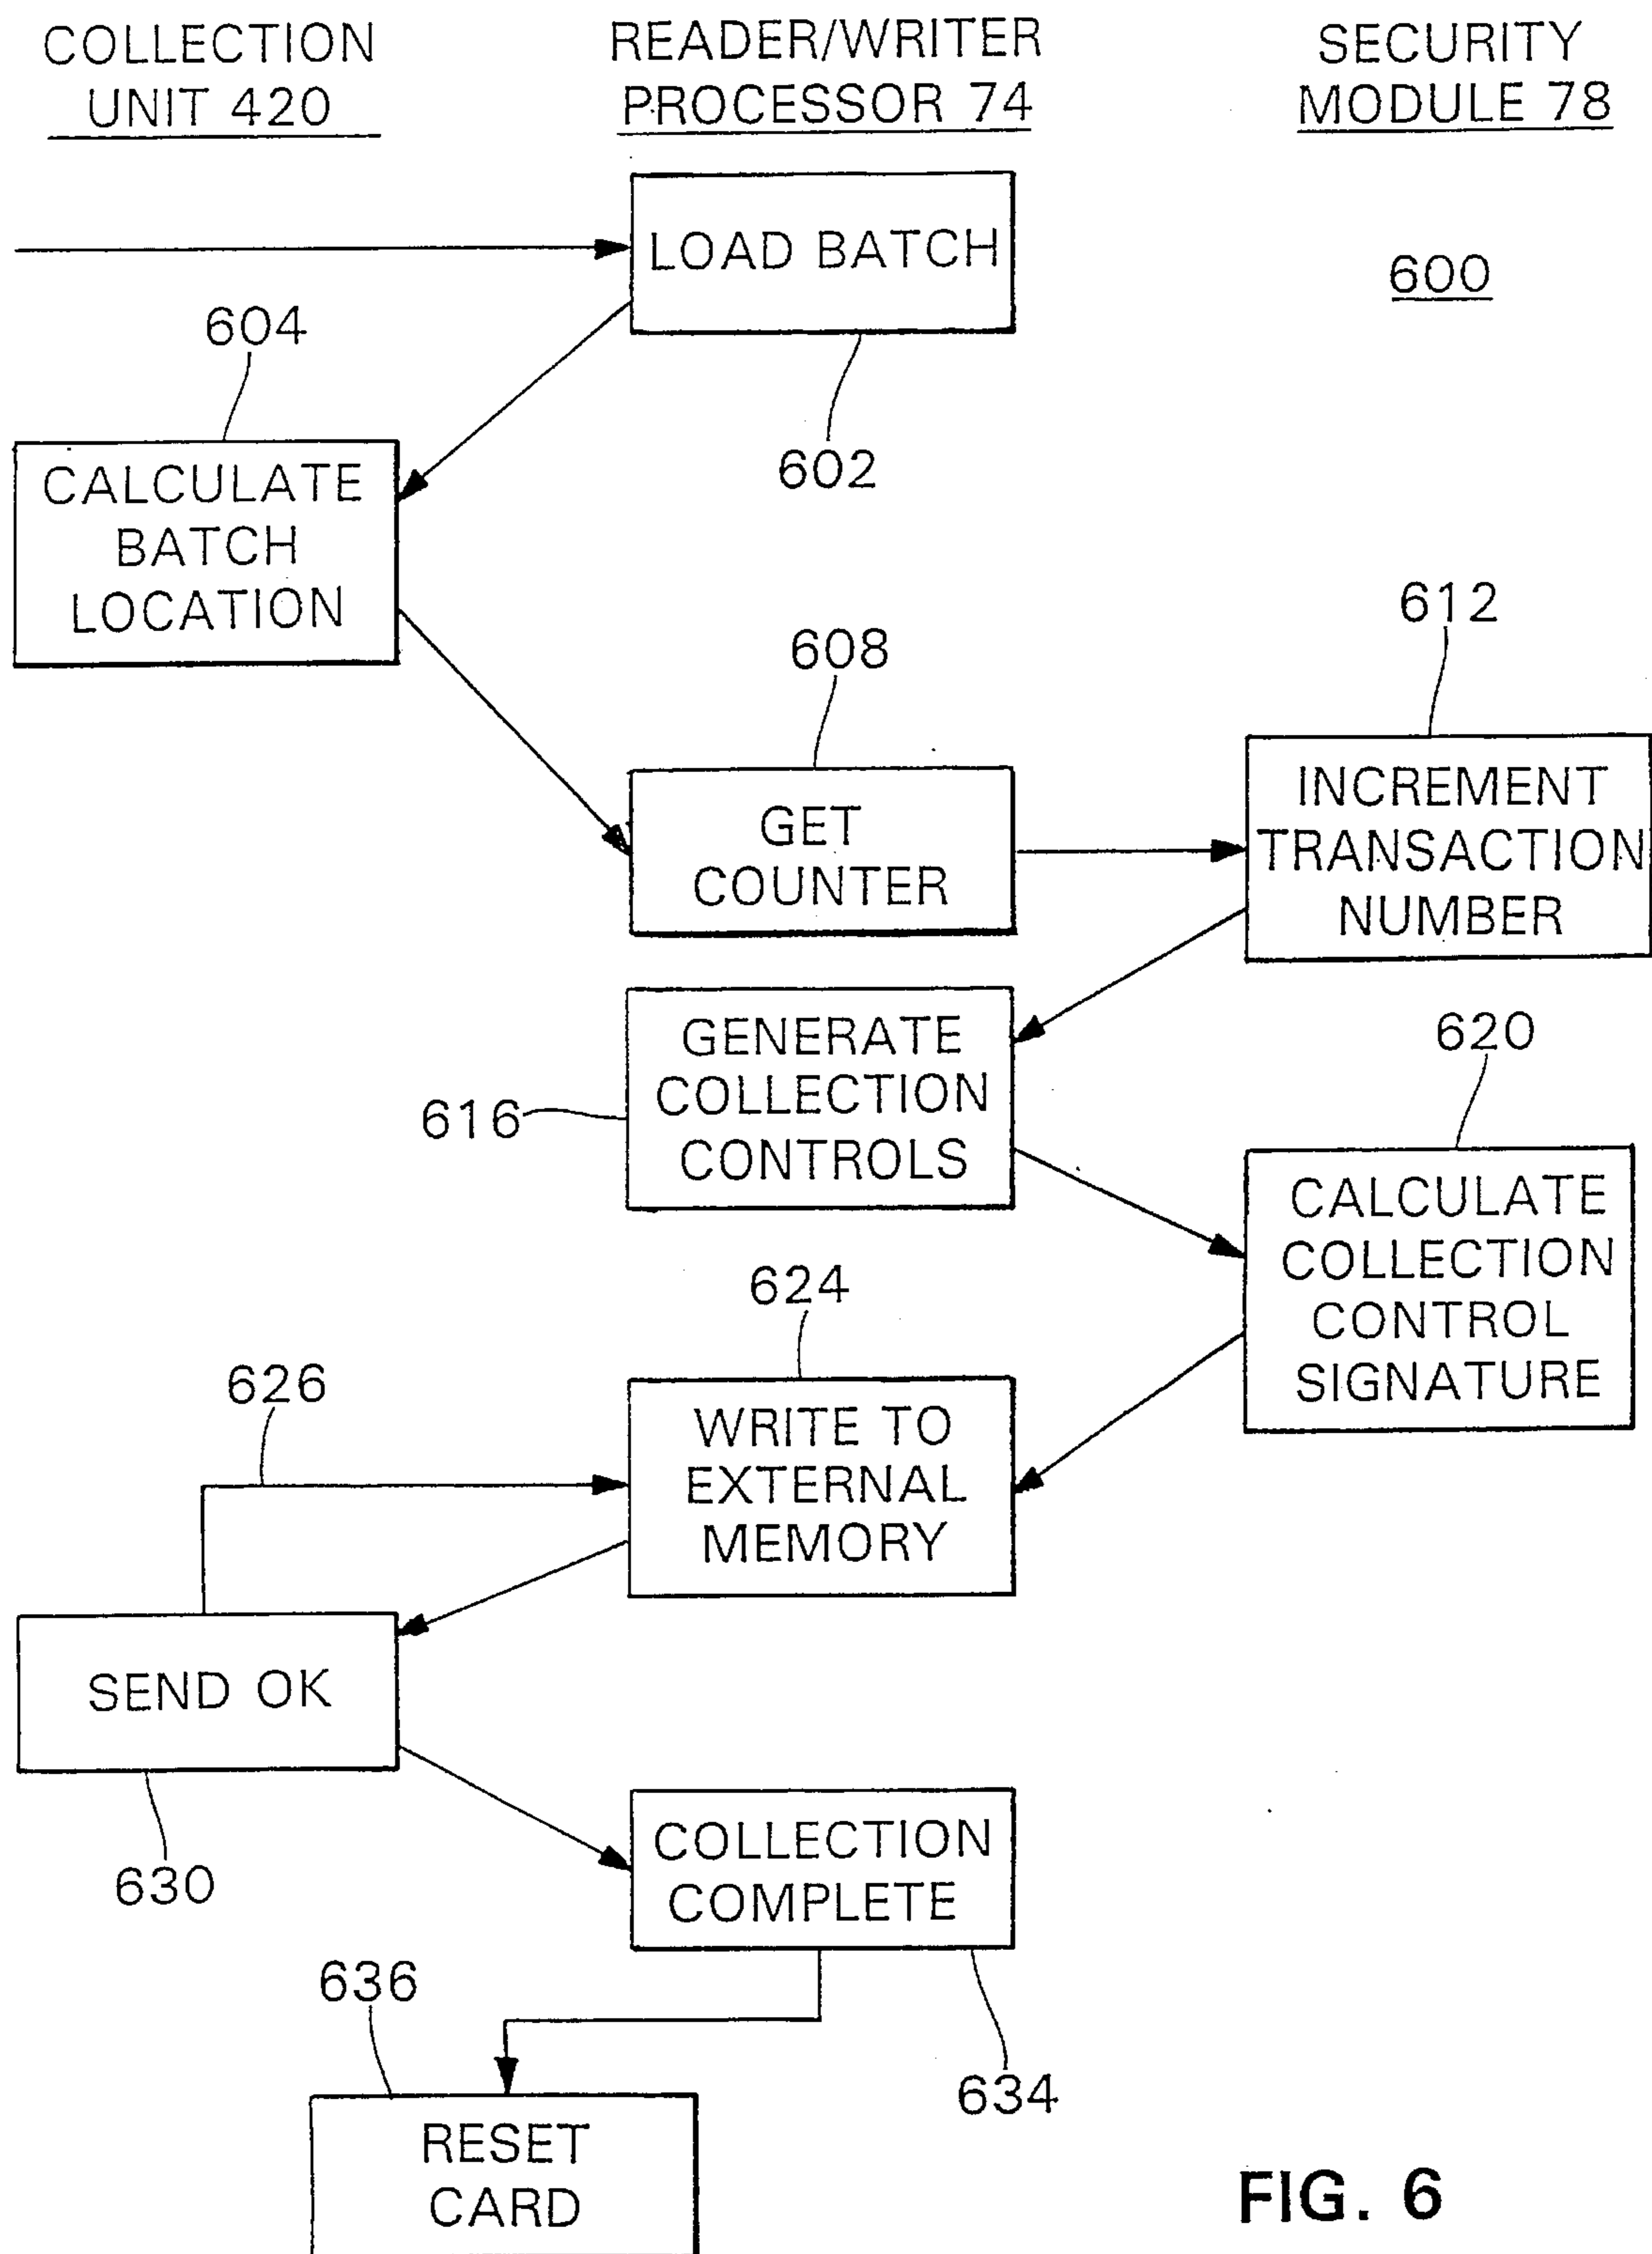 COLLECTION
UNIT 420
READER/WRITER
PROCESSOR 74
SECURITY
MODULE 78
LOAD BATCH
600
604
602
CALCULATE
BATCH
LOCATION
612
608
INCREMENT
TRANSACTION
NUMBER
GET
COUNTER
GENERATE
COLLECTION
CONTROLS
616
620
CALCULATE
COLLECTION
CONTROL
SIGNATURE
624
626
WRITE TO
EXTERNAL
MEMORY
SEND OK
630
COLLECTION
COMPLETE
636
634
RESET
CARD
FIG. 6